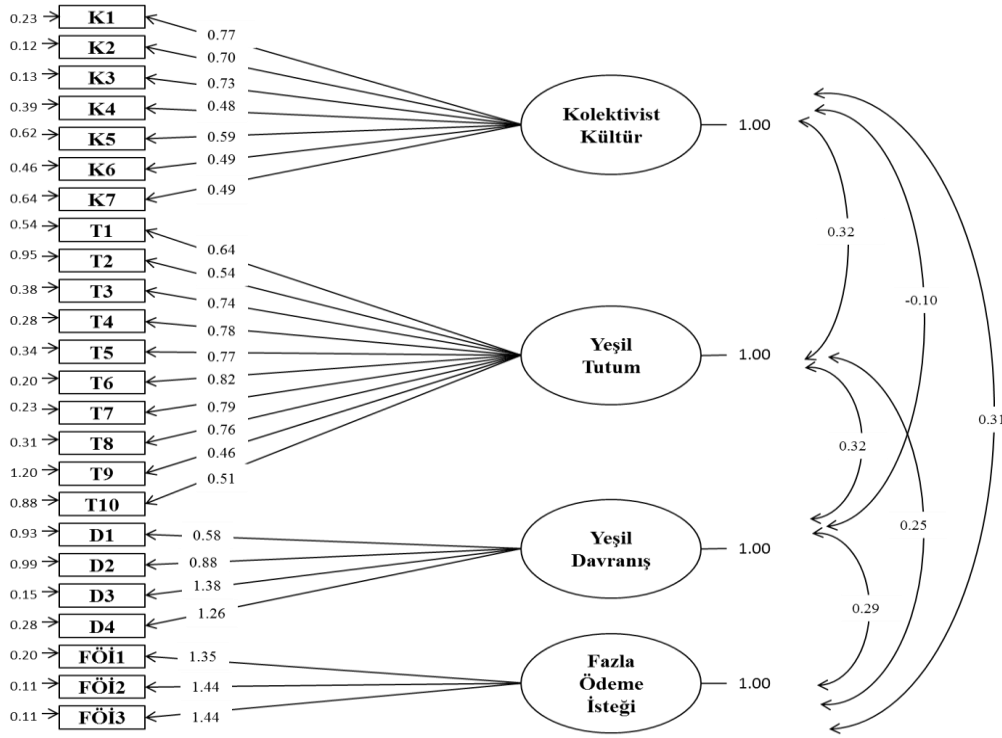 0.23 K1
0.12 K2
0.13 K3
0.39 K4
0.62 K5
0.46 K6
0.64 K7
0.54 T1
0.95 T2
0.38 T3
0.28 T4
0.34 T5
0.20 T6
0.23 T7
0.31 T8
1.20 T9
0.88 T10
0.93 D1
0.99 D2
0.15 D3
0.28 D4
0.20 FÖİ1
0.11 FÖİ2
0.11 FÖİ3
0.77
0.70
0.73
0.48
0.59
0.49
0.49
0.64
0.54
0.74
0.78
0.77
0.82
0.79
0.76
0.46
0.51
0.58
0.88
1.38
1.26
1.35
1.44
1.44
Kolektivist
Kültür
1.00
Yeşil
Tutum
1.00
Yeşil
Davranış
1.00
Fazla
Ödeme
İsteği
1.00
0.32
-0.10
0.31
0.32
0.25
0.29